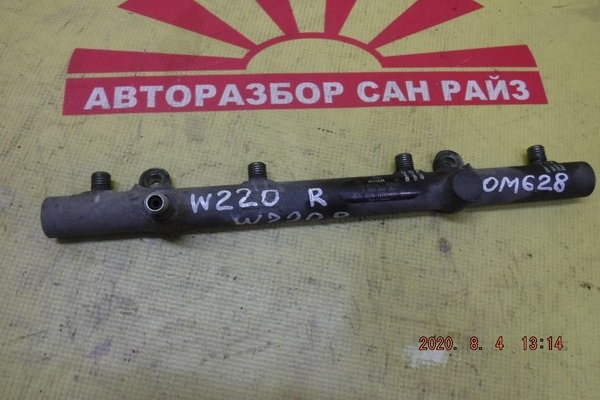 АВТОРАЗБОР САН РАЙЗ
W220 R
OM628
2020. 8. 4 13:14